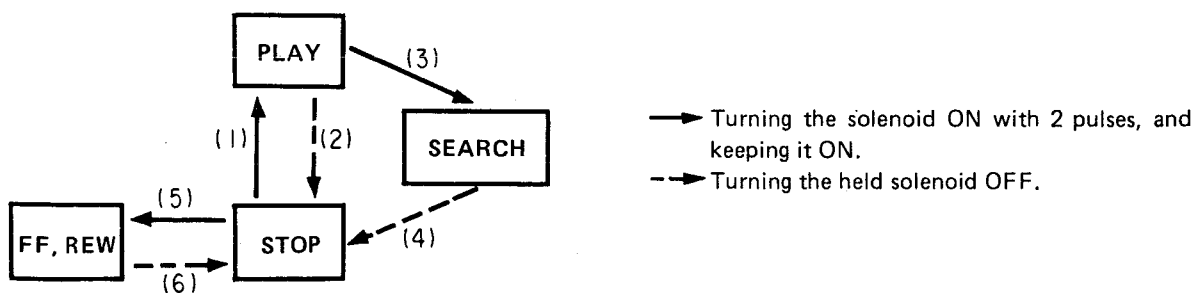 PLAY
(3)
(1)
(2)
SEARCH
(5)
(4)
FF, REW
STOP
(6)
Turning the solenoid ON with 2 pulses, and
keeping it ON.
Turning the held solenoid OFF.